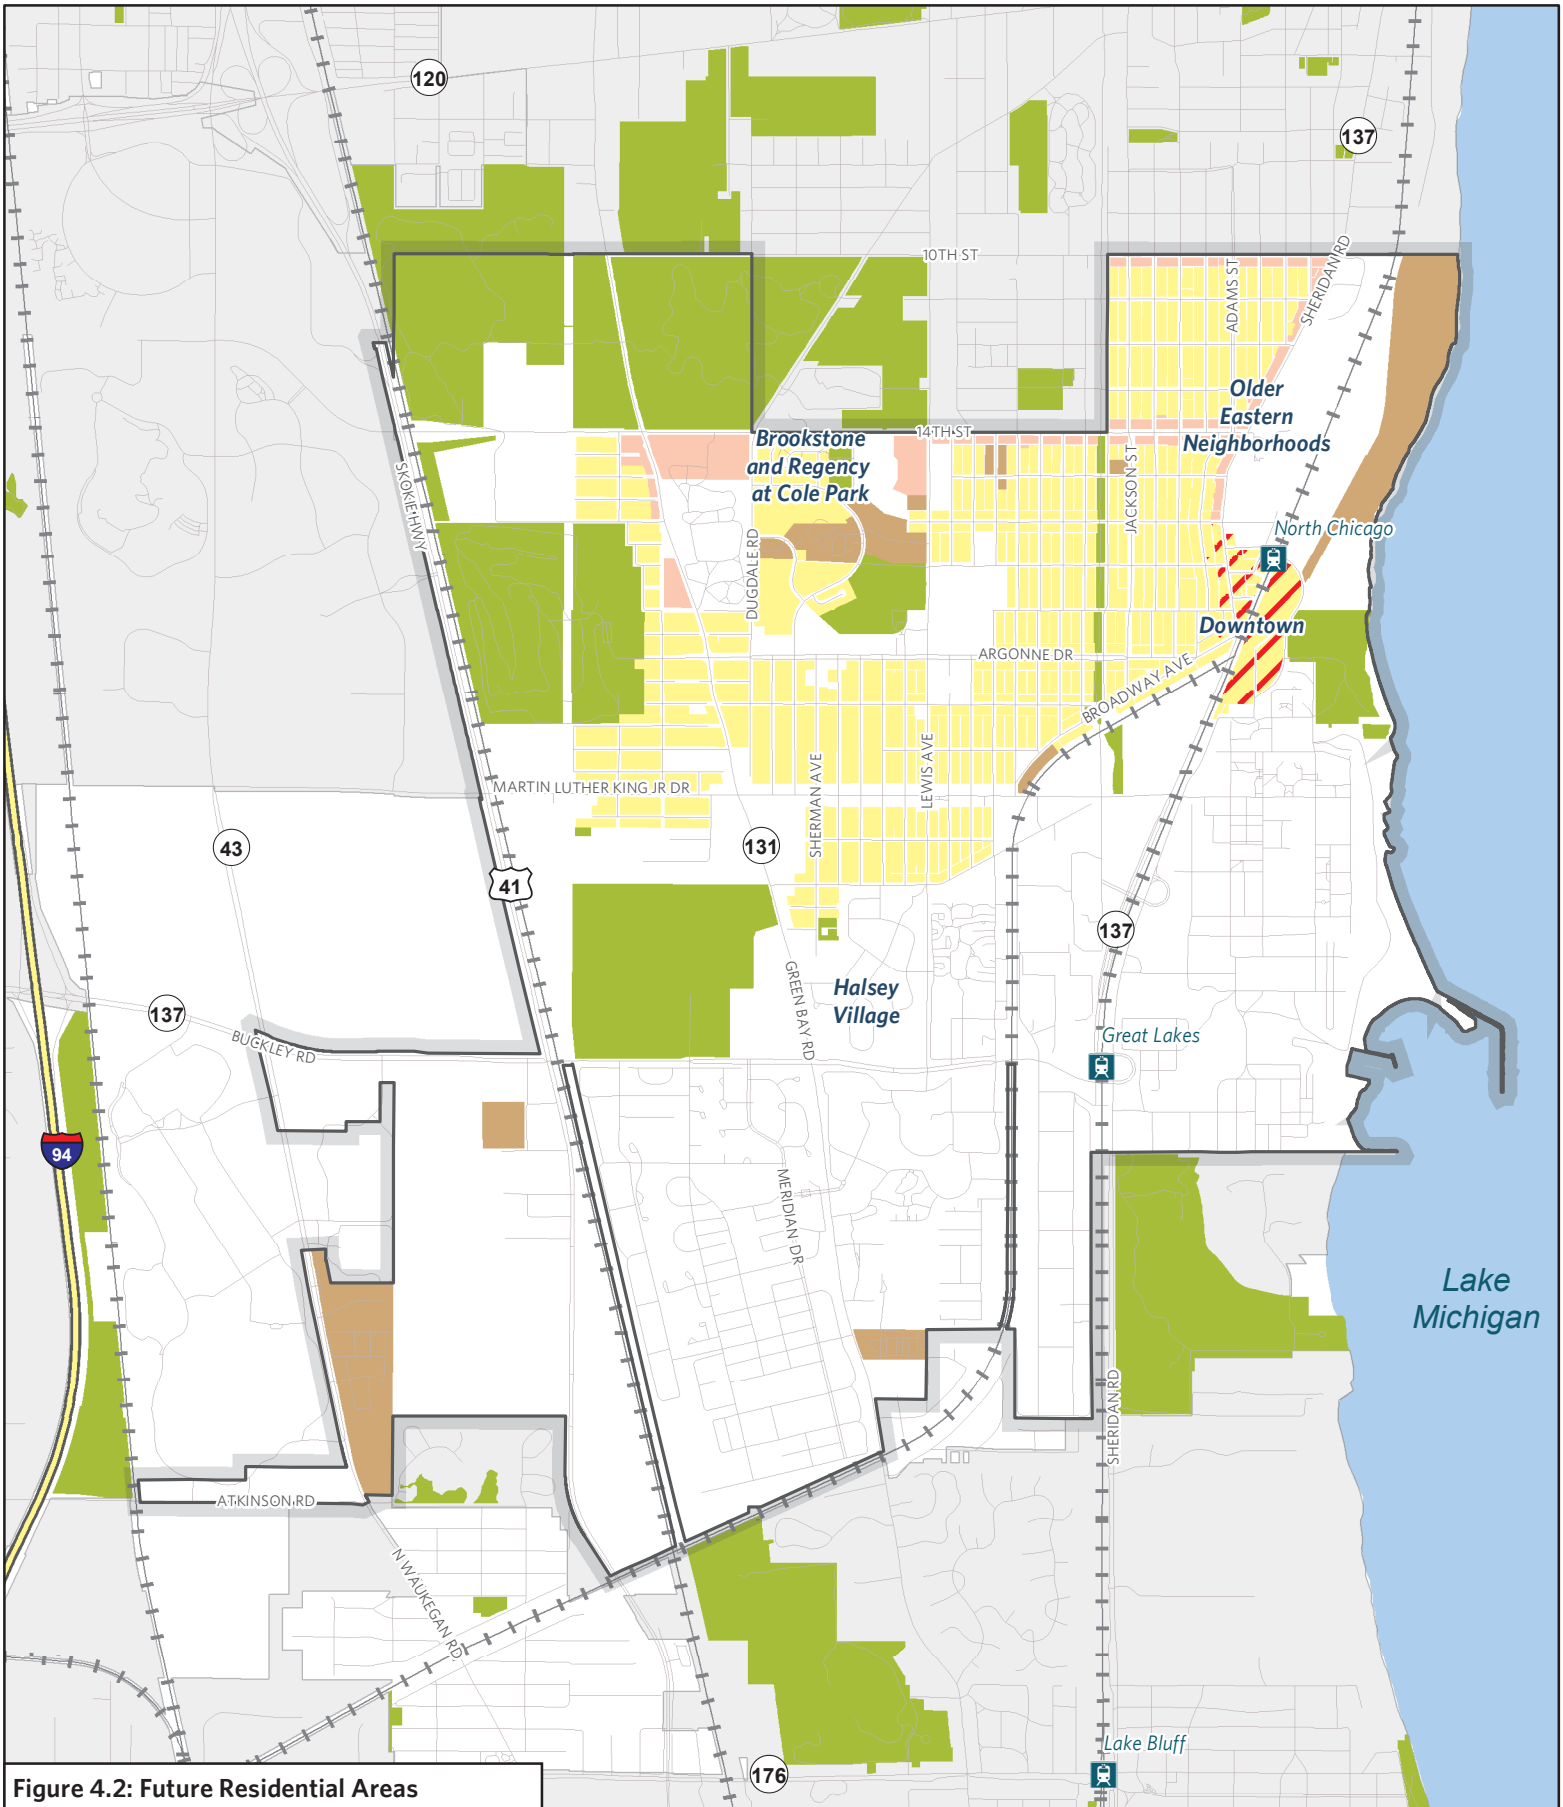 120
137
10TH ST
ADAMS ST
SHERIDAN RD
Older
Eastern
Neighborhoods
14TH ST
Brookstone
and Regency
at Cole Park
SKOKIE HWY
JACKSON ST
North Chicago
DUGDALE RD
Downtown
ARGONNE DR
BROADWAY AVE
MARTIN LUTHER KING JR DR
SHERMAN AVE
LEWIS AVE
43
131
41
137
GREEN BAY RD
Halsey
Village
137
BUCKLEY RD
Great Lakes
94
MERIDIAN DR
Lake
Michigan
SHERIDAN RD
ATKINSON RD
N WAUKEGAN RD
Lake Bluff
176
Figure 4.2: Future Residential Areas